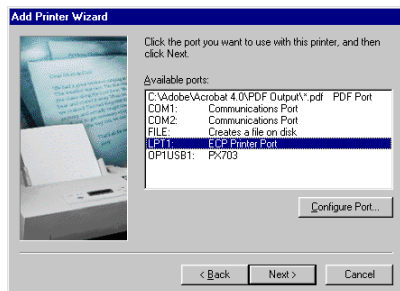 Add Printer Wizard
Click the port you want to use with this printer, and then
click Next.
Available ports:
C:\Adobe\Acrobat 4.0\PDF Output\*.pdf PDF Port
COM1: Communications Port
COM2: Communications Port
FILE: Creates a file on disk
LPT1: ECP Printer Port
OP1USB1: PX703
Configure Port...
< Back Next > Cancel